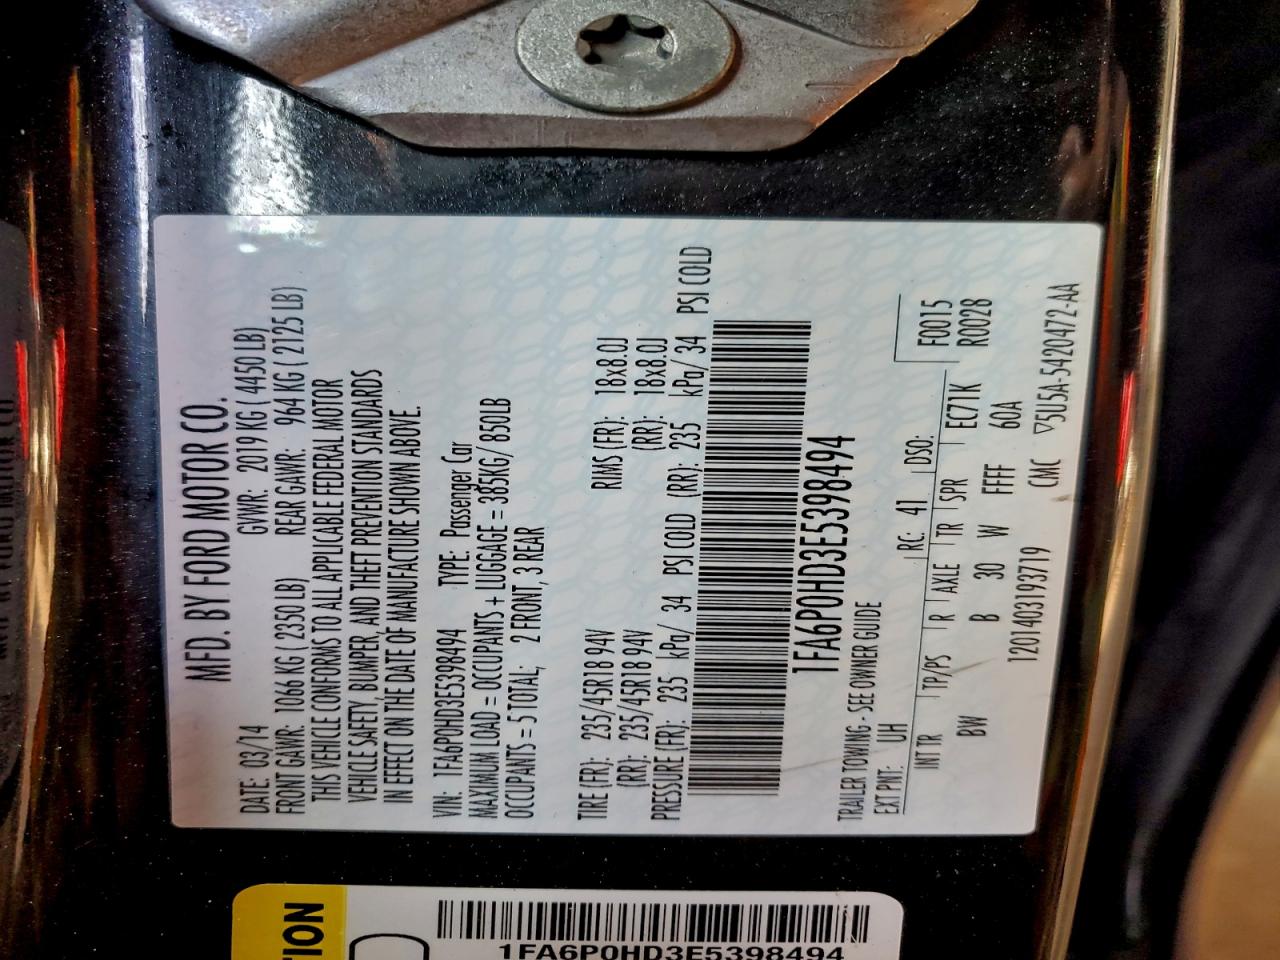 MFD. BY FORD MOTOR CO.
DATE: 03/14 GVWR: 2019 KG ( 4450 LB)
FRONT GAWR: 1066 KG ( 2350 LB) REAR GAWR: 964 KG ( 2125 LB)
THIS VEHICLE CONFORMS TO ALL APPLICABLE FEDERAL MOTOR
VEHICLE SAFETY, BUMPER, AND THEFT PREVENTION STANDARDS
IN EFFECT ON THE DATE OF MANUFACTURE SHOWN ABOVE.
VIN: 1FA6P0HD3E5398494 TYPE: Passenger Car
MAXIMUM LOAD = OCCUPANTS + LUGGAGE = 385KG/ 850LB
OCCUPANTS = 5 TOTAL; 2 FRONT, 3 REAR
TIRE (FR): 235/45R18 94V RIMS (FR): 18x8.0J
(RR): 235/45R18 94V (RR): 18x8.0J
PRESSURE (FR): 235 kPa/ 34 PSI COLD (RR): 235 kPa/ 34 PSI COLD
1FA6P0HD3E5398494
TRAILER TOWING - SEE OWNER GUIDE
EXT PNT: UH RC: 41 DSO: F0015
INT TR TP/PS R AXLE TR SPR EC71K R0028
BW B 30 W FFFF 60A
1201403193719 CMC ▽5U5A-5420472-AA
TION
1FA6P0HD3E5398494